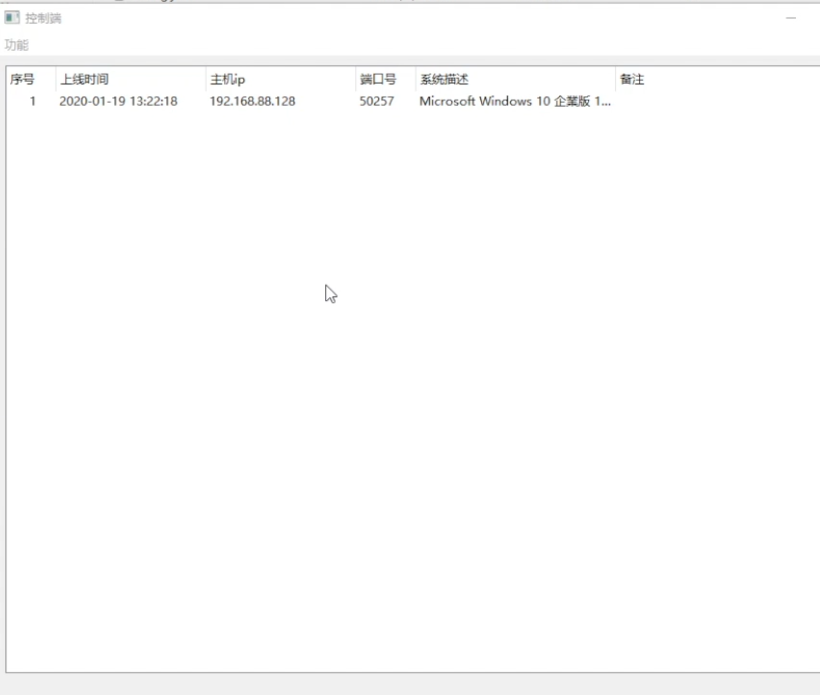 控制端
功能
序号 上线时间 主机ip 端口号 系统描述 备注
1 2020-01-19 13:22:18 192.168.88.128 50257 Microsoft Windows 10 企業版 1...